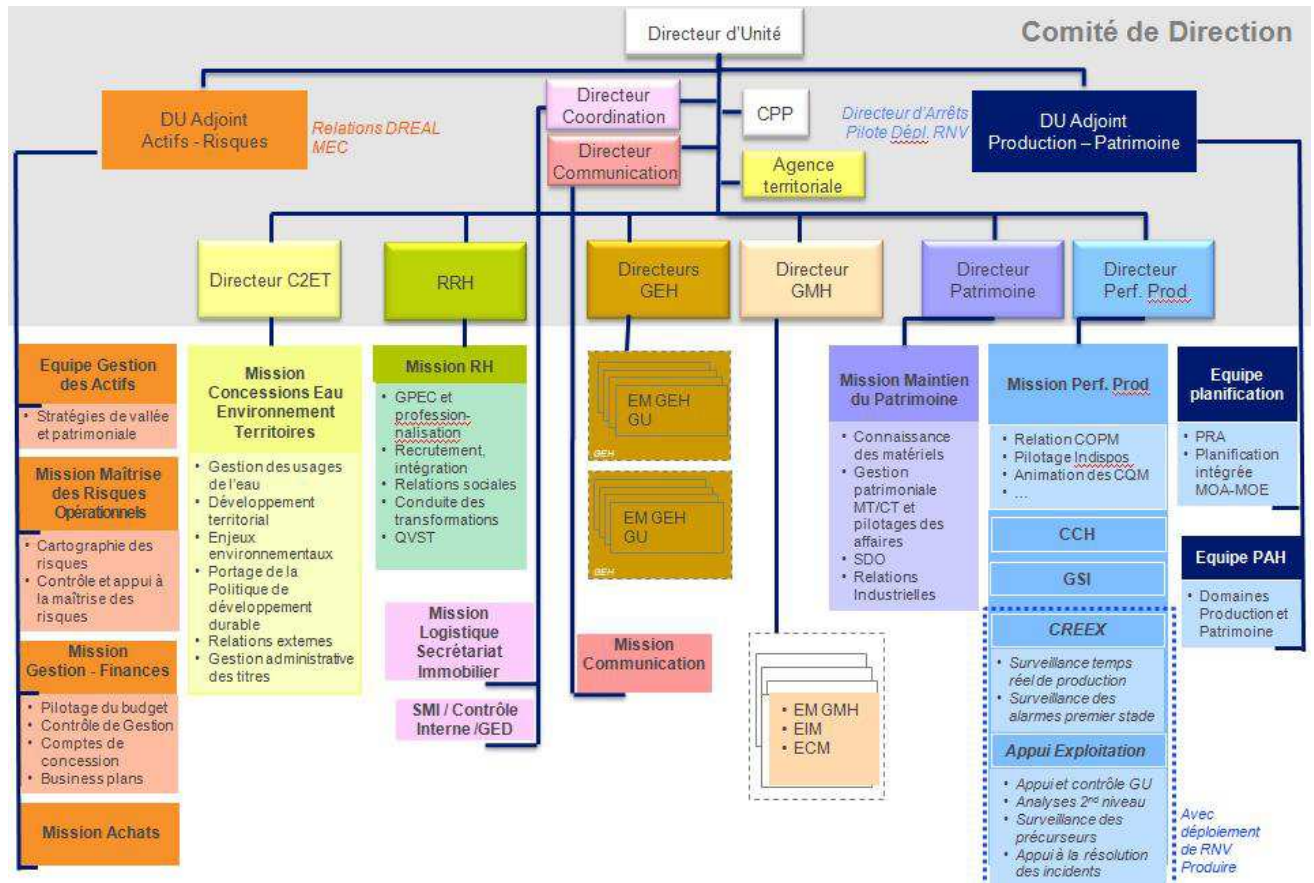 Comité de Direction
Directeur d'Unité
DU Adjoint
Actifs - Risques
Relations DREAL
MEC
Directeur
Coordination
Directeur
Communication
CPP
Agence
territoriale
Directeur d'Arrêts
Pilote Dépl. RNV
DU Adjoint
Production – Patrimoine
Directeur C2ET
RRH
Directeurs
GEH
Directeur
GMH
Directeur
Patrimoine
Directeur
Perf. Prod
Equipe Gestion
des Actifs
• Stratégies de vallée
et patrimoniale
Mission Maîtrise
des Risques
Opérationnels
• Cartographie des
risques
• Contrôle et appui à
la maîtrise des
risques
Mission
Gestion - Finances
• Pilotage du budget
• Contrôle de Gestion
• Comptes de
concession
• Business plans
Mission Achats
Mission
Concessions Eau
Environnement
Territoires
• Gestion des usages
de l'eau
• Développement
territorial
• Enjeux
environnementaux
• Portage de la
Politique de
développement
durable
• Relations externes
• Gestion administrative
des titres
Mission RH
• GPEC et
profession-
nalisation
• Recrutement,
intégration
• Relations sociales
• Conduite des
transformations
• QVST
Mission
Logistique
Secrétariat
Immobilier
SMI / Contrôle
Interne /GED
EM GEH
GU
GEH
EM GEH
GU
GEH
Mission
Communication
• EM GMH
• EIM
• ECM
Mission Maintien
du Patrimoine
• Connaissance
des matériels
• Gestion
patrimoniale
MT/CT et
pilotages des
affaires
• SDO
• Relations
Industrielles
Mission Perf. Prod
• Relation COPM
• Pilotage Indispos
• Animation des CQM
• ...
CCH
GSI
CREEX
• Surveillance temps
réel de production
• Surveillance des
alarmes premier stade
Appui Exploitation
• Appui et contrôle GU
• Analyses 2nd niveau
• Surveillance des
précurseurs
• Appui à la résolution
des incidents
Equipe
planification
• PRA
• Planification
intégrée
MOA-MOE
Equipe PAH
• Domaines
Production et
Patrimoine
Avec
déploiement
de RNV
Produire